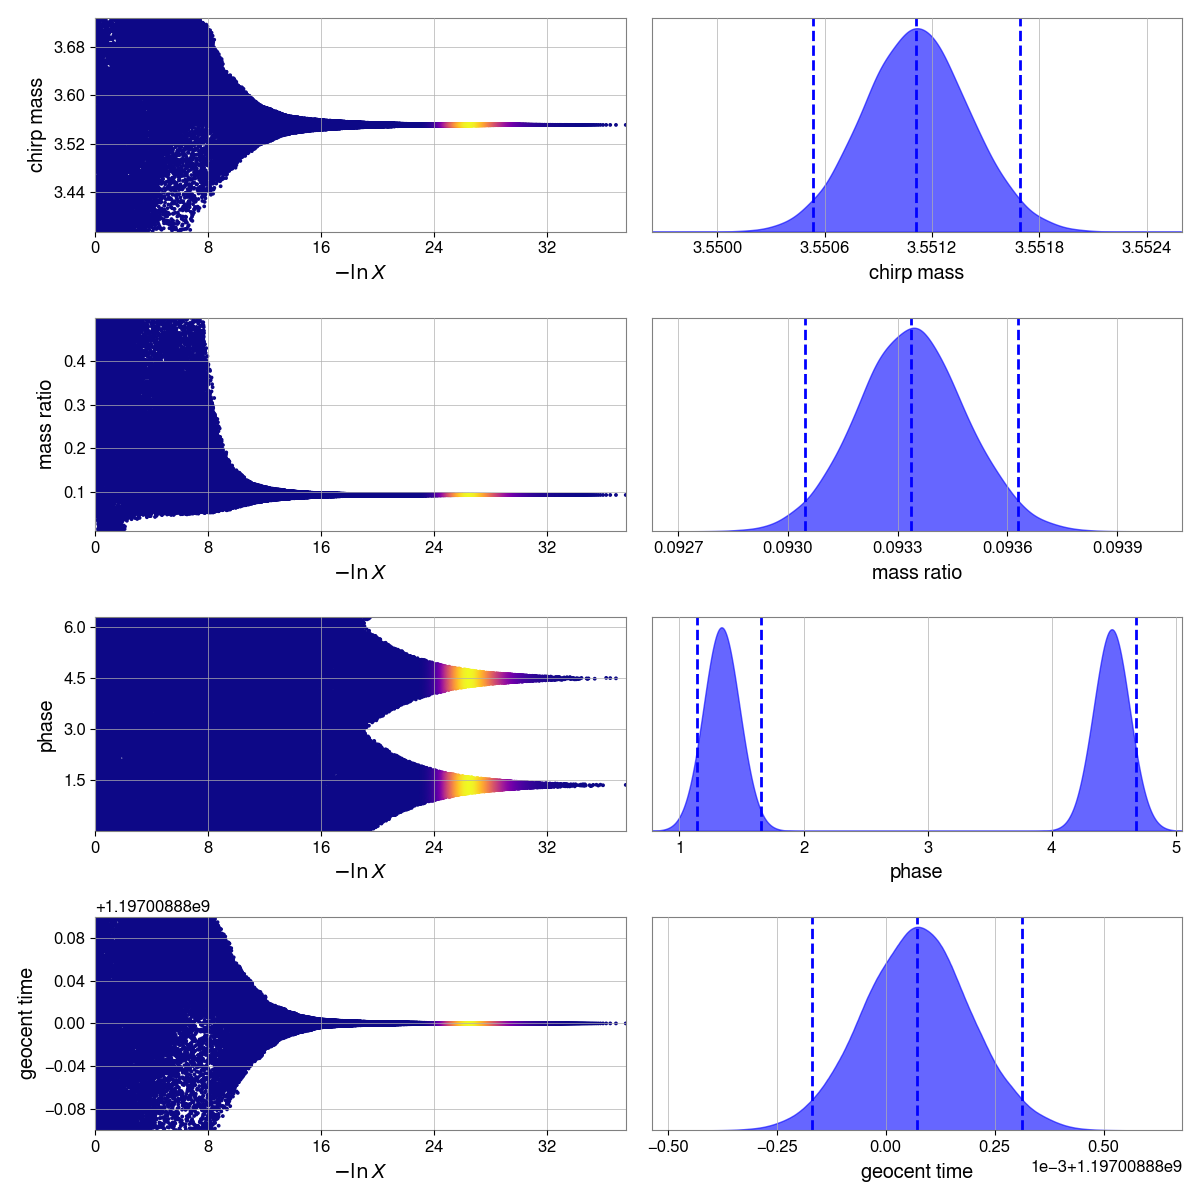 3.68
3.60
3.52
3.44
chirp mass
0 8 16 24 32
−ln X
3.5500 3.5506 3.5512 3.5518 3.5524
chirp mass
0.4
0.3
0.2
0.1
mass ratio
0 8 16 24 32
−ln X
0.0927 0.0930 0.0933 0.0936 0.0939
mass ratio
6.0
4.5
3.0
1.5
phase
0 8 16 24 32
−ln X
1 2 3 4 5
phase
+1.19700888e9
0.08
0.04
0.00
−0.04
−0.08
geocent time
0 8 16 24 32
−ln X
−0.50 −0.25 0.00 0.25 0.50
1e−3+1.19700888e9
geocent time